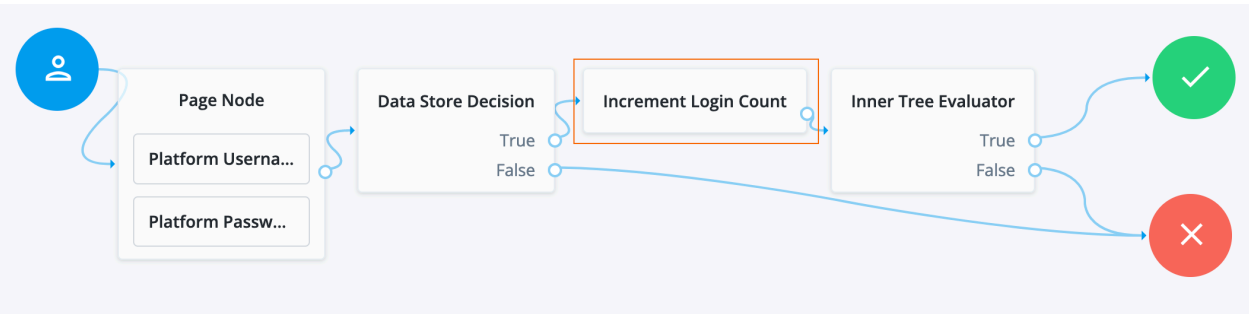 Page Node
Platform Userna...
Platform Passw...
Data Store Decision
True
False
Increment Login Count
Inner Tree Evaluator
True
False